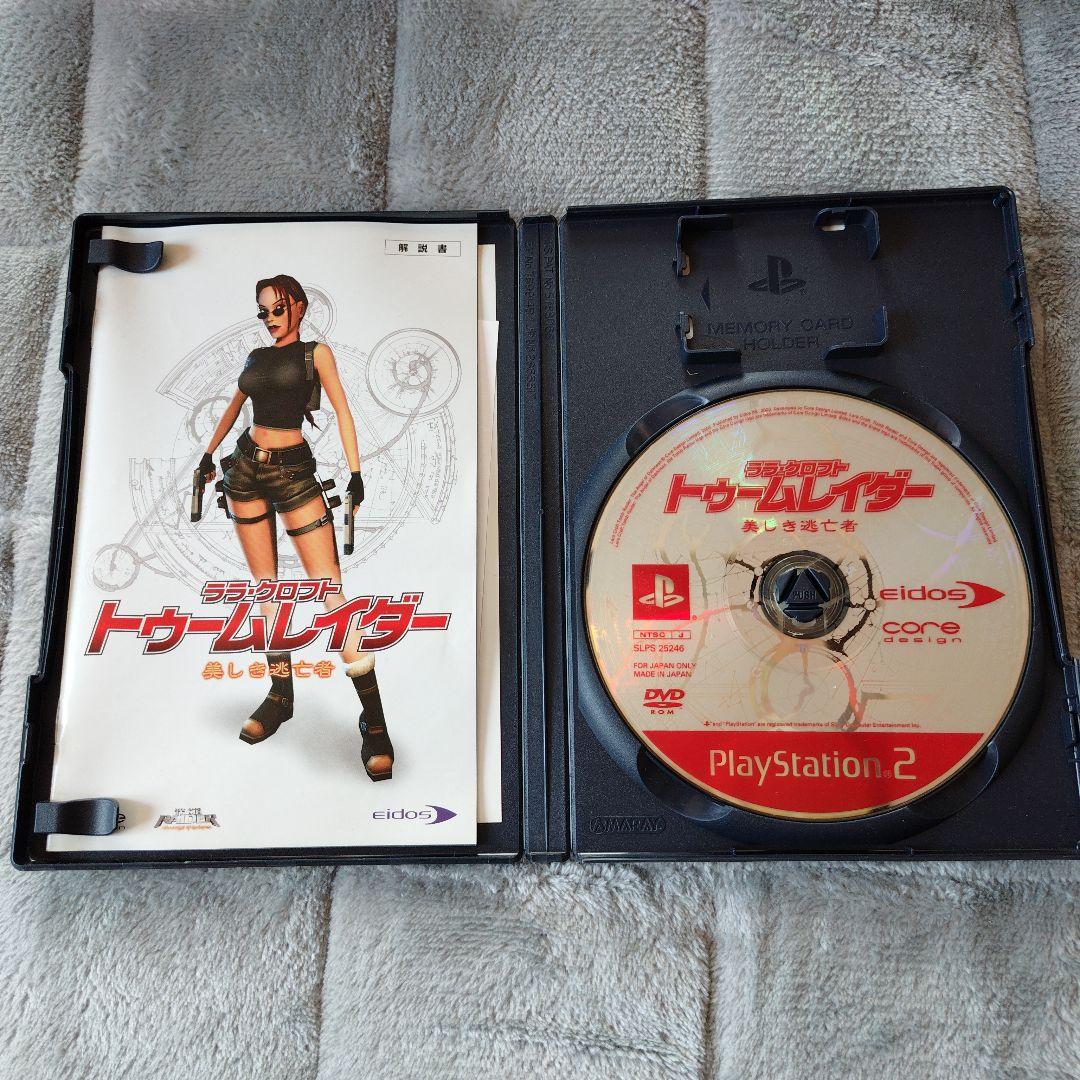 解説書
ララ・クロフト
トゥームレイダー
美しき逃亡者
RAIDER
eidos
MEMORY CARD
HOLDER
ララ・クロフト
トゥームレイダー
美しき逃亡者
PUSH
eidos
core
design
NTSC J
SLPS 25246
FOR JAPAN ONLY
MADE IN JAPAN
DVD
ROM
PlayStation®2
AMARAY